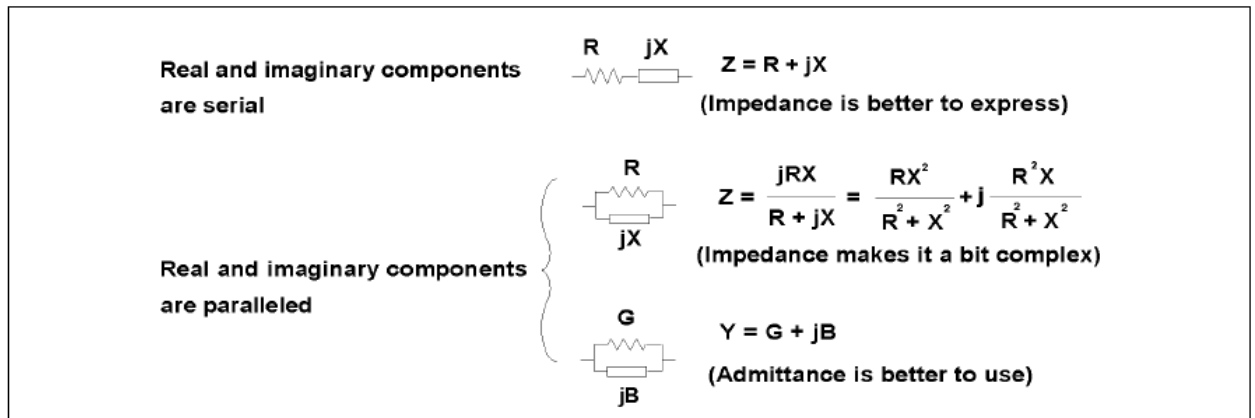 Real and imaginary components
are serial
R jX
Z = R + jX
(Impedance is better to express)
Real and imaginary components
are paralleled
R
jX
Z = jRX / R + jX = RX² / R² + X² + j R²X / R² + X²
(Impedance makes it a bit complex)
G
jB
Y = G + jB
(Admittance is better to use)